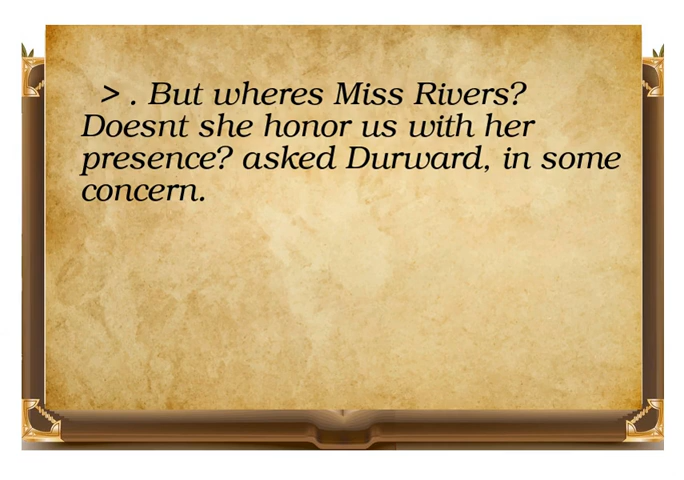 > . But wheres Miss Rivers?
Doesnt she honor us with her
presence? asked Durward, in some
concern.